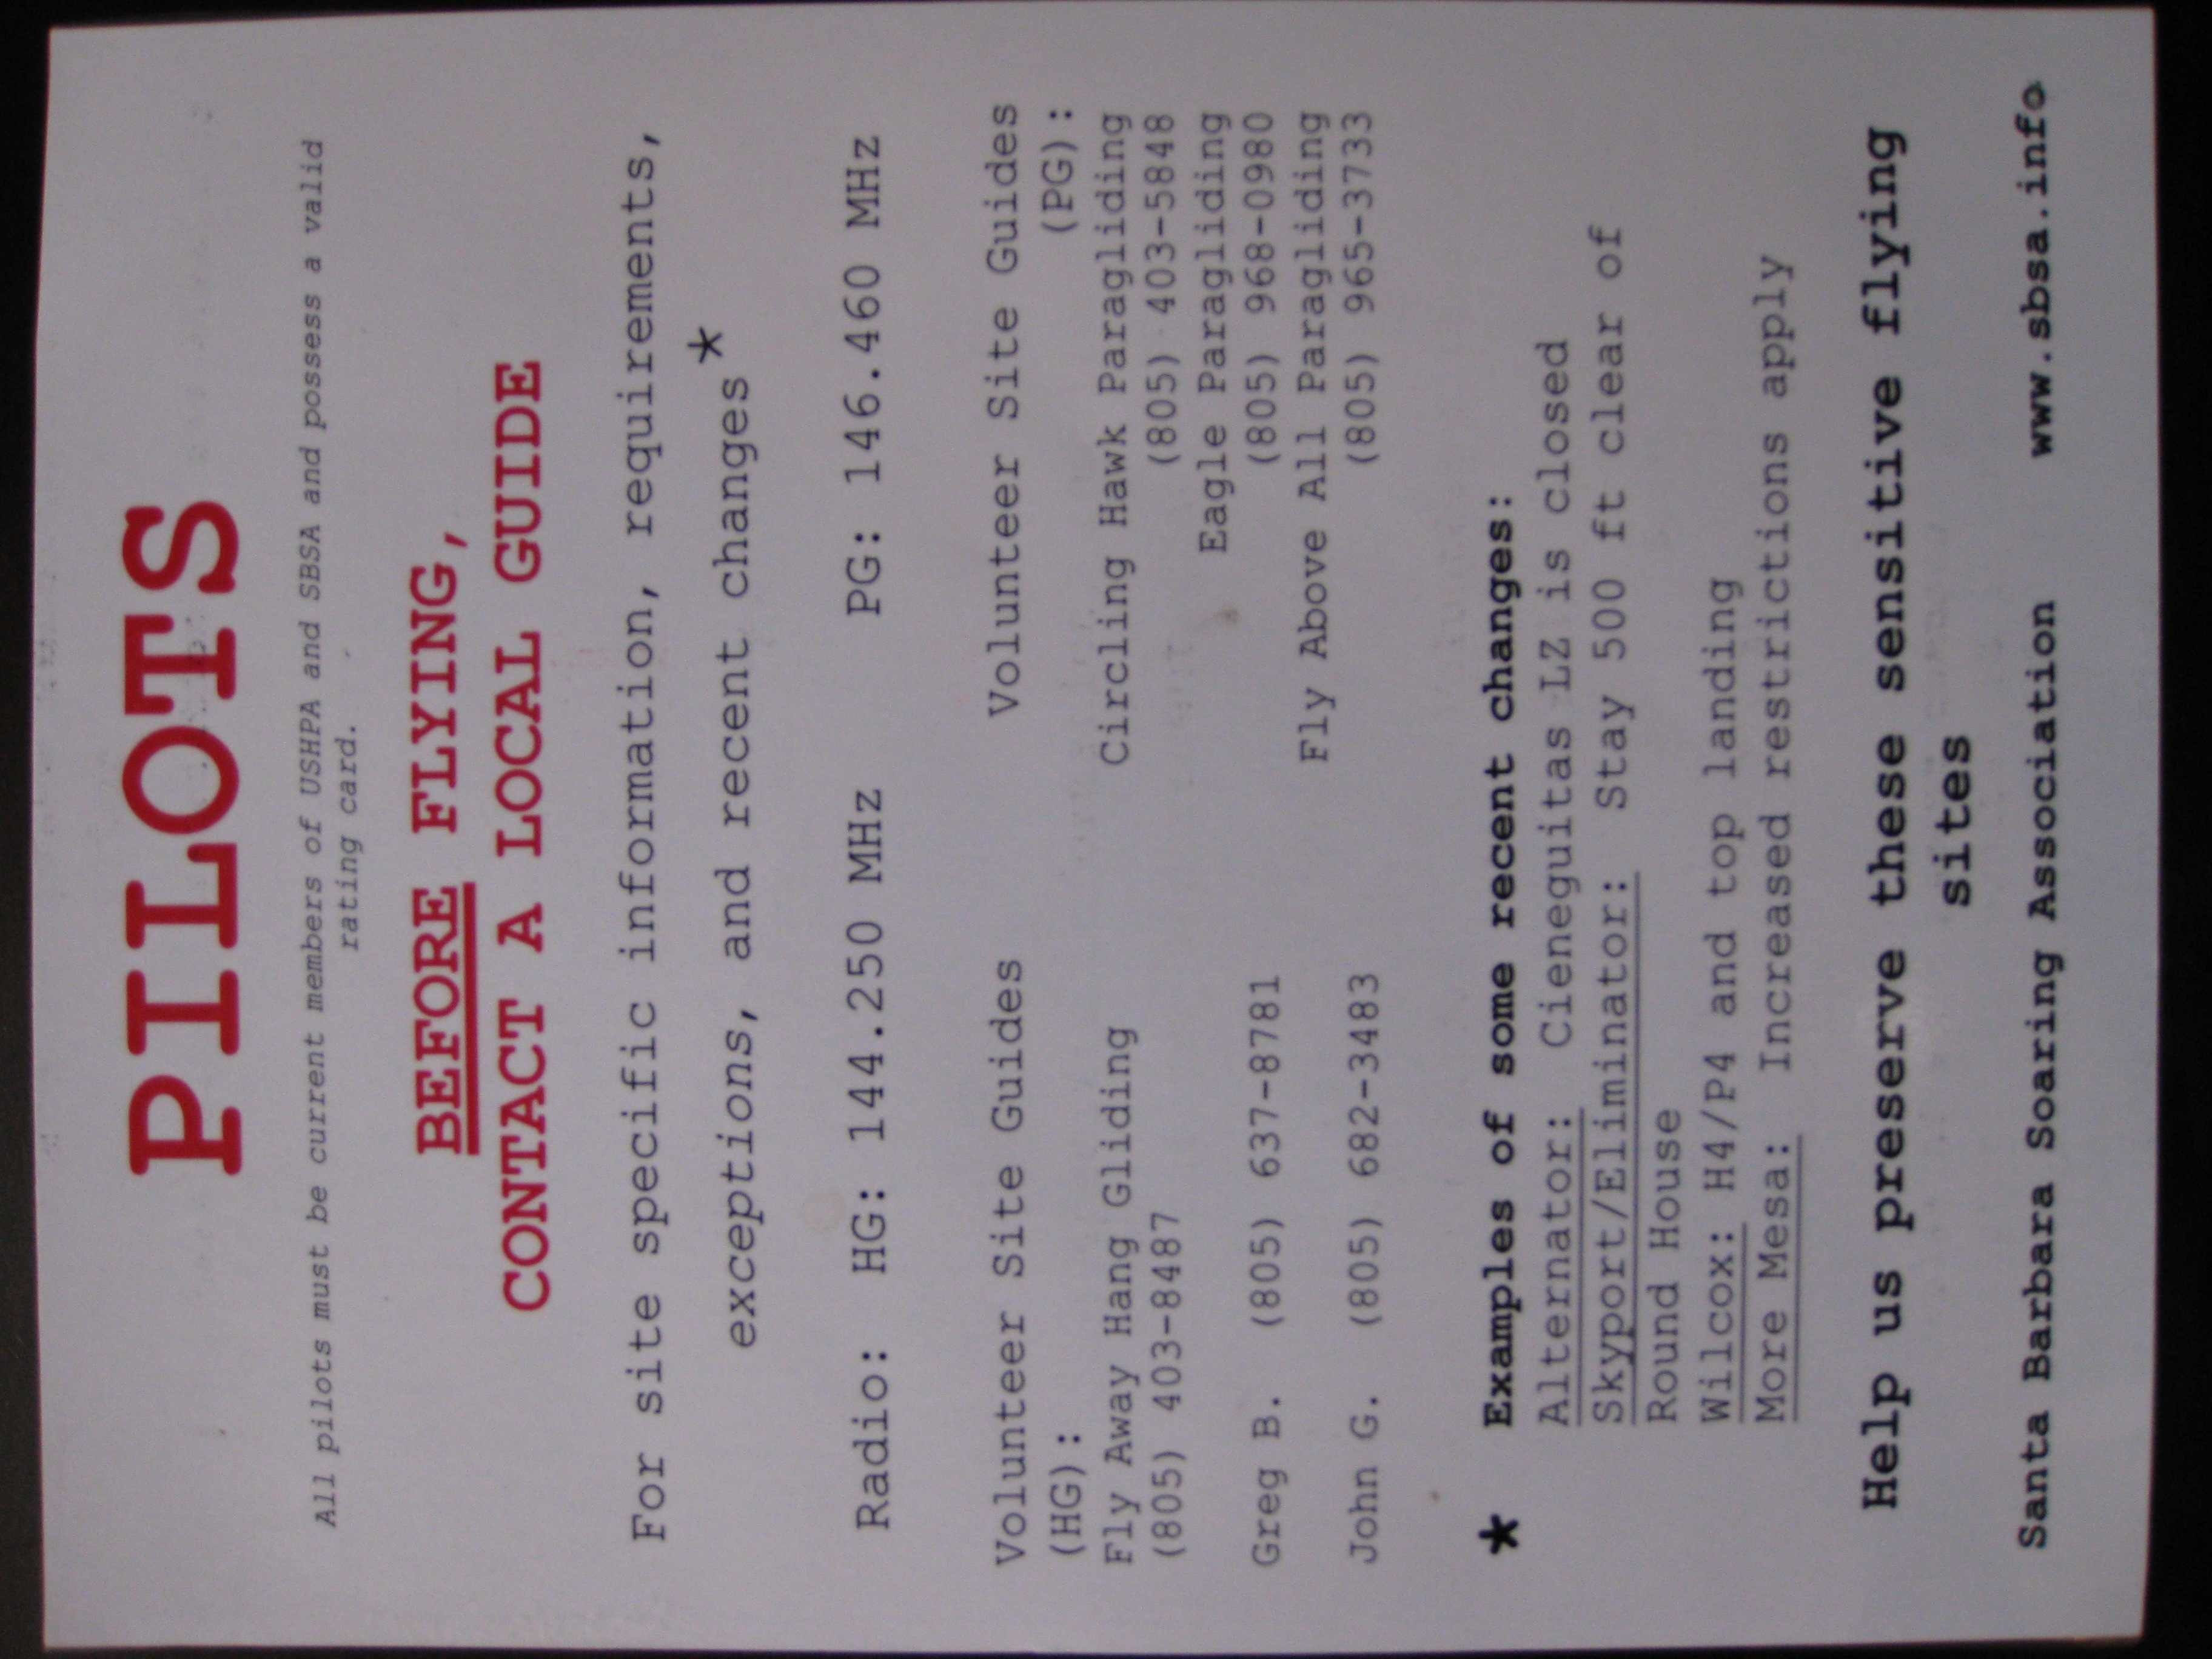 PILOTS
All pilots must be current members of USHPA and SBSA and possess a valid
rating card.
BEFORE FLYING,
CONTACT A LOCAL GUIDE
For site specific information, requirements,
exceptions, and recent changes*
Radio: HG: 144.250 MHz PG: 146.460 MHz
Volunteer Site Guides
(HG):
Fly Away Hang Gliding
(805) 403-8487
Greg B. (805) 637-8781
John G. (805) 682-3483
Volunteer Site Guides
(PG):
Circling Hawk Paragliding
(805) 403-5848
Eagle Paragliding
(805) 968-0980
Fly Above All Paragliding
(805) 965-3733
* Examples of some recent changes:
Alternator: Cieneguitas LZ is closed
Skyport/Eliminator: Stay 500 ft clear of
Round House
Wilcox: H4/P4 and top landing
More Mesa: Increased restrictions apply
Help us preserve these sensitive flying
sites
Santa Barbara Soaring Association www.sbsa.info